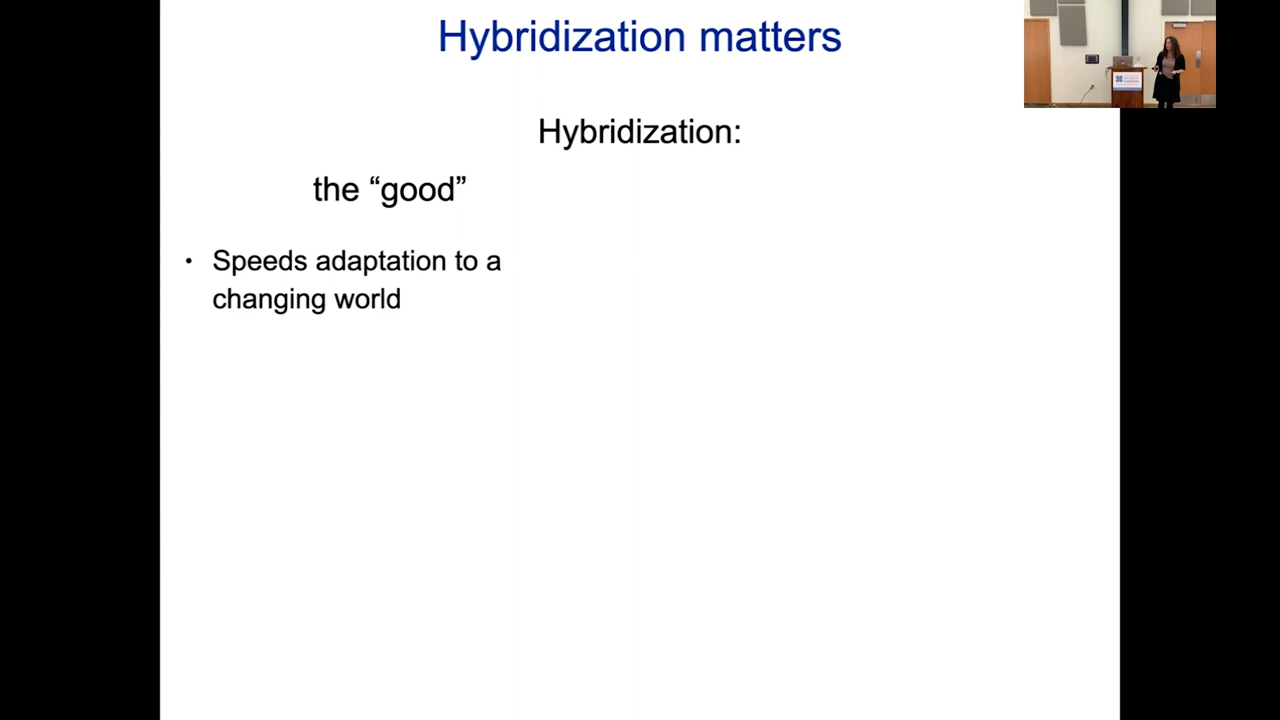 Hybridization matters
Hybridization:
the “good”
• Speeds adaptation to a
changing world